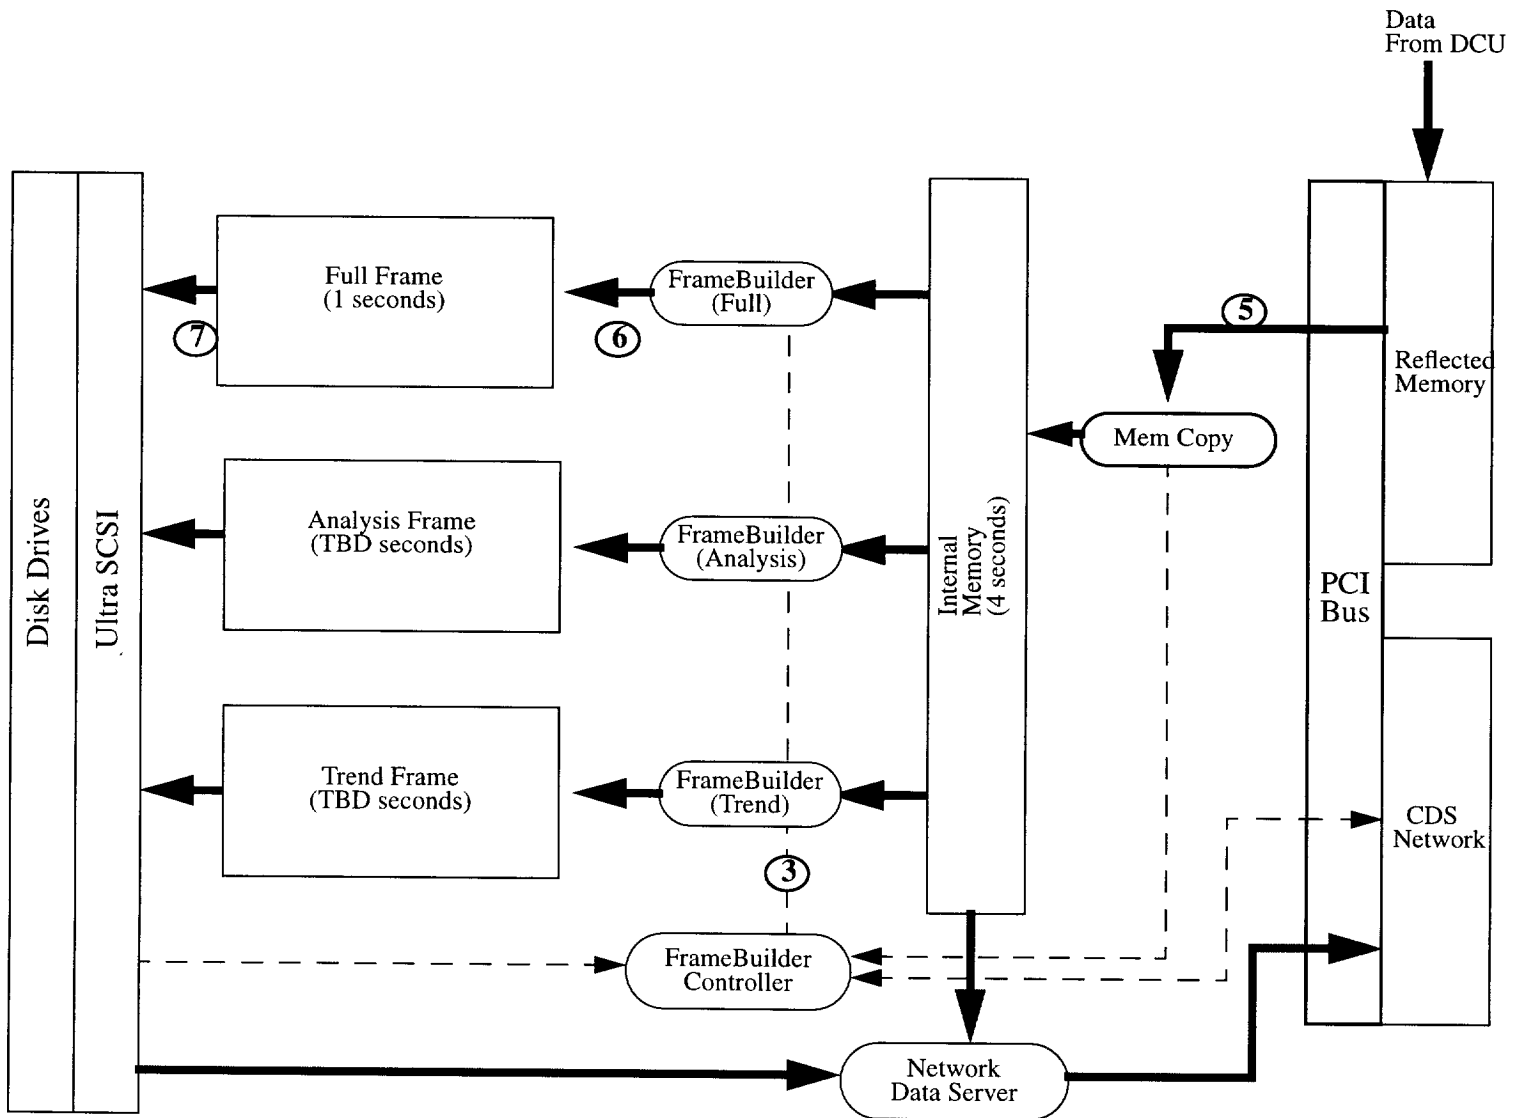 Data
From DCU
Full Frame
(1 seconds)
FrameBuilder
(Full)
7
6
5
Reflected
Memory
Mem Copy
Disk Drives
Ultra SCSI
Analysis Frame
(TBD seconds)
FrameBuilder
(Analysis)
Internal
Memory
(4 seconds)
PCI
Bus
Trend Frame
(TBD seconds)
FrameBuilder
(Trend)
CDS
Network
3
FrameBuilder
Controller
Network
Data Server